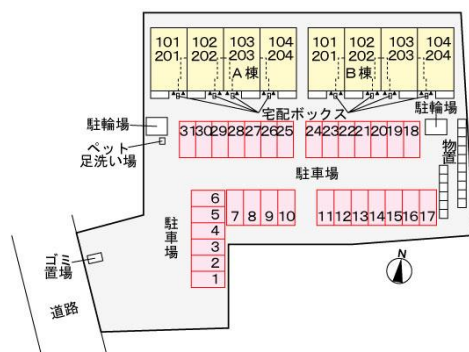 101 102 103 104 101 102 103 104
201 202 203 204 201 202 203 204
A棟 B棟
宅配ボックス
駐輪場
駐輪場
ペット
足洗い場
31 30 29 28 27 26 25 24 23 22 21 20 19 18
物置
駐車場
6
5
4
3
2
1
7 8 9 10 11 12 13 14 15 16 17
駐車場
ゴミ
置場
道路
N